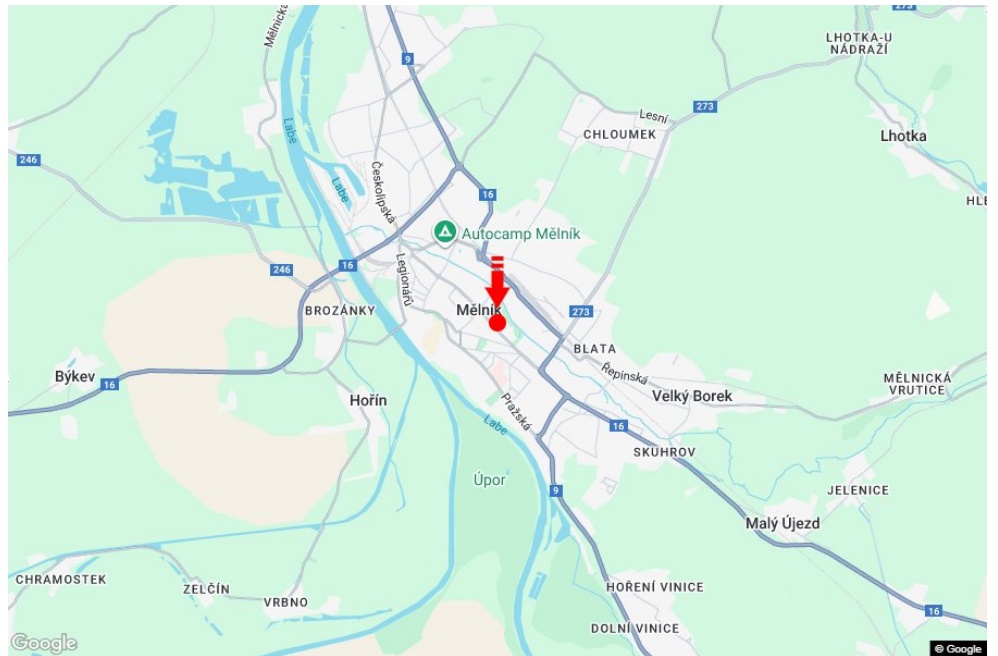 Mělnická
9
273
LHOTKA-U
NÁDRAŽÍ
Labe
Lesní
273
CHLOUMEK
Lhotka
246
Českolipská
Labe
16
HLE
Autocamp Mělník
Legionářů
246
16
BROZÁNKY
Mělník
273
BLATA
Řepínská
Býkev
16
Hořín
Pražská
Velký Borek
MĚLNICKÁ
VRUTICE
Labe
16
SKUHROV
Úpor
9
JELENICE
Malý Újezd
CHRAMOSTEK
ZELČÍN
VRBNO
HOŘENÍ VINICE
16
DOLNÍ VINICE
Google
© Google